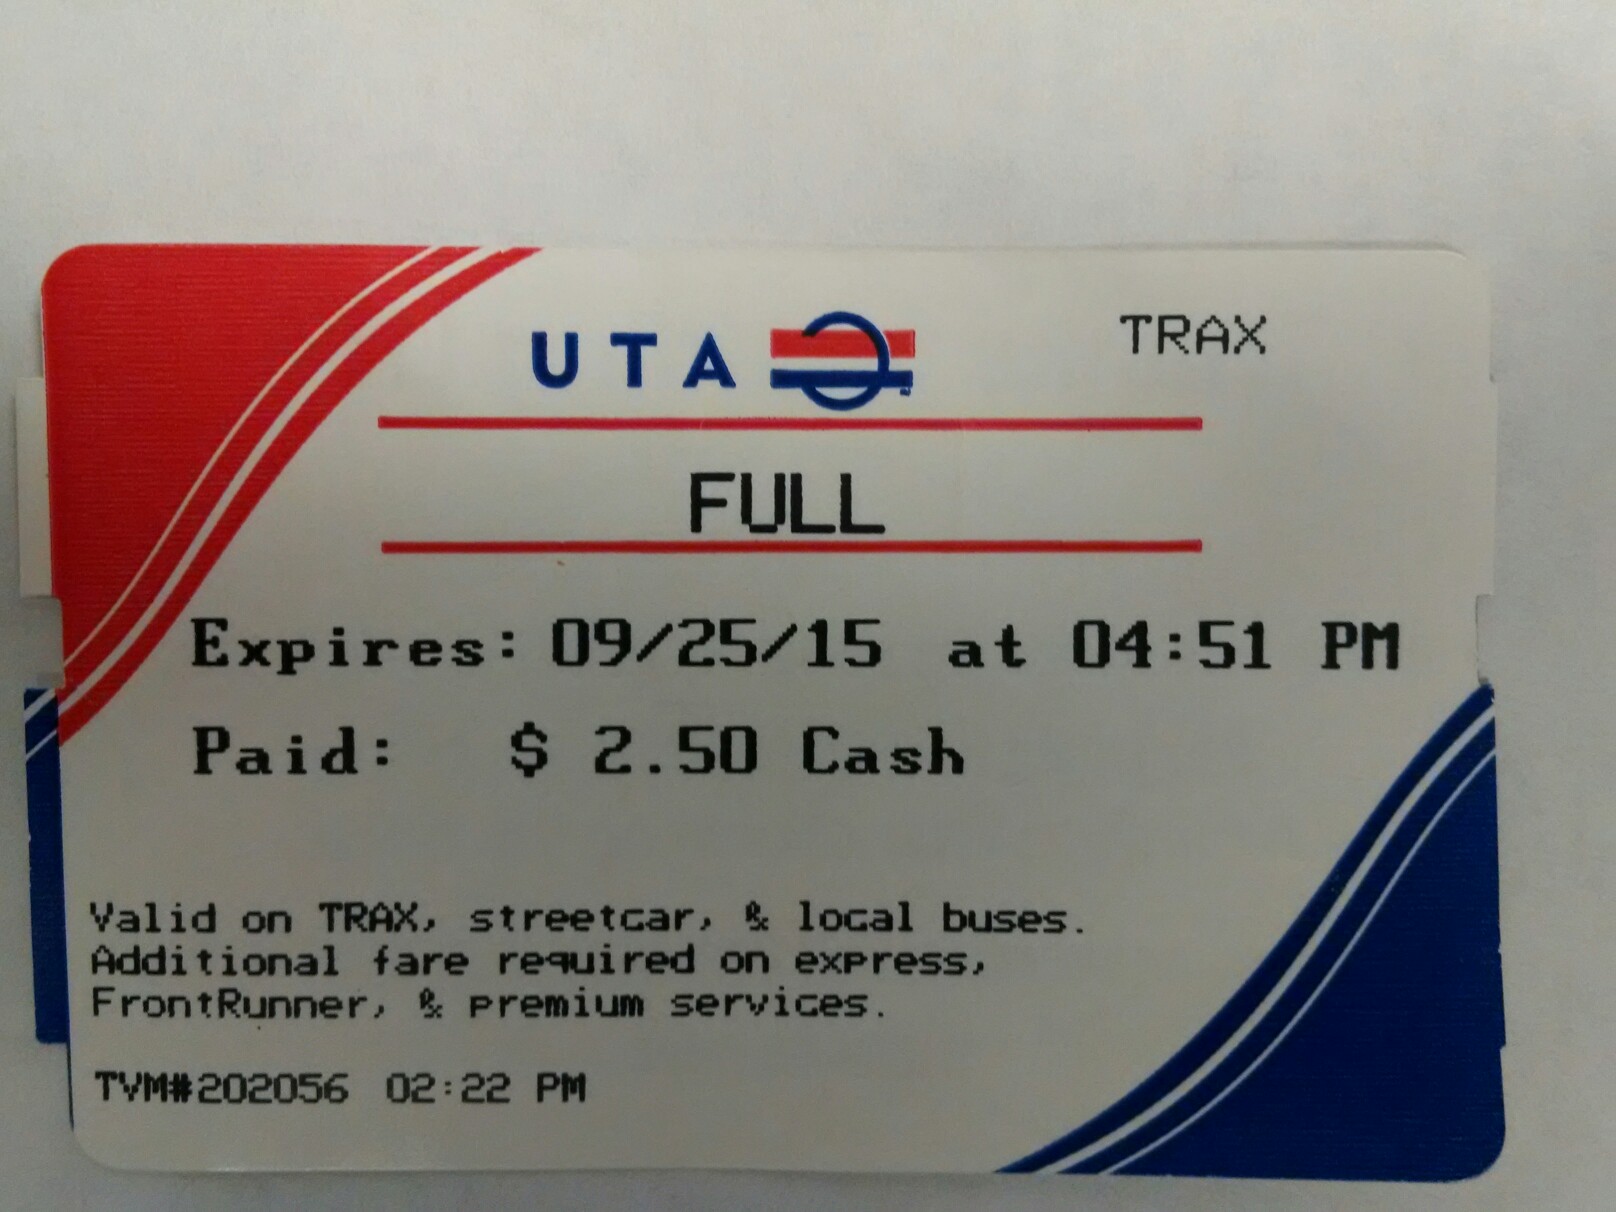 UTA
TRAX
FULL
Expires: 09/25/15 at 04:51 PM
Paid: $ 2.50 Cash
Valid on TRAX, streetcar, & local buses.
Additional fare required on express,
FrontRunner, & premium services.
TVM#202056 02:22 PM